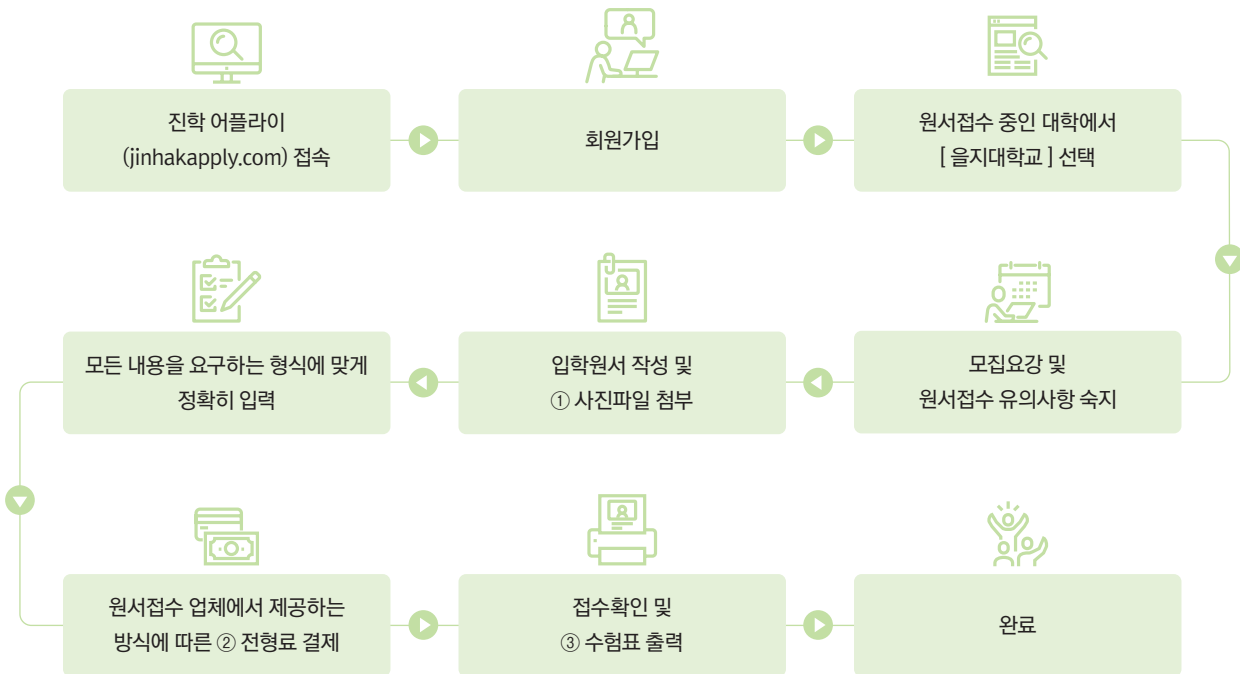 진학 어플라이
(jinhakapply.com) 접속
회원가입
원서접수 중인 대학에서
[ 을지대학교 ] 선택
모집요강 및
원서접수 유의사항 숙지
입학원서 작성 및
① 사진파일 첨부
모든 내용을 요구하는 형식에 맞게
정확히 입력
원서접수 업체에서 제공하는
방식에 따른 ② 전형료 결제
접수확인 및
③ 수험표 출력
완료